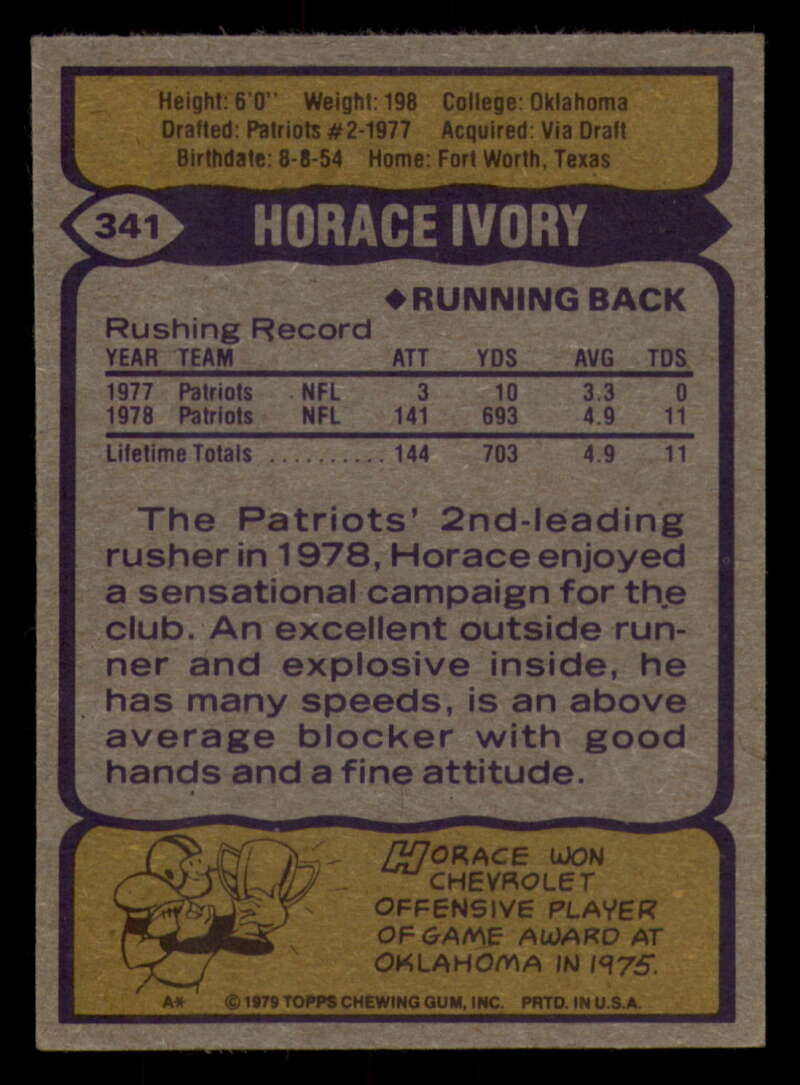 Height: 6'0" Weight: 198 College: Oklahoma
Drafted: Patriots #2-1977 Acquired: Via Draft
Birthdate: 8-8-54 Home: Fort Worth, Texas
341 HORACE IVORY
◆RUNNING BACK
Rushing Record
YEAR TEAM ATT YDS AVG TDS
1977 Patriots NFL 3 10 3.3 0
1978 Patriots NFL 141 693 4.9 11
Lifetime Totals .......... 144 703 4.9 11
The Patriots' 2nd-leading
rusher in 1978, Horace enjoyed
a sensational campaign for the
club. An excellent outside run-
ner and explosive inside, he
has many speeds, is an above
average blocker with good
hands and a fine attitude.
HORACE WON
CHEVROLET
OFFENSIVE PLAYER
OF GAME AWARD AT
OKLAHOMA IN 1975.
A* © 1979 TOPPS CHEWING GUM, INC. PRTD. IN U.S.A.